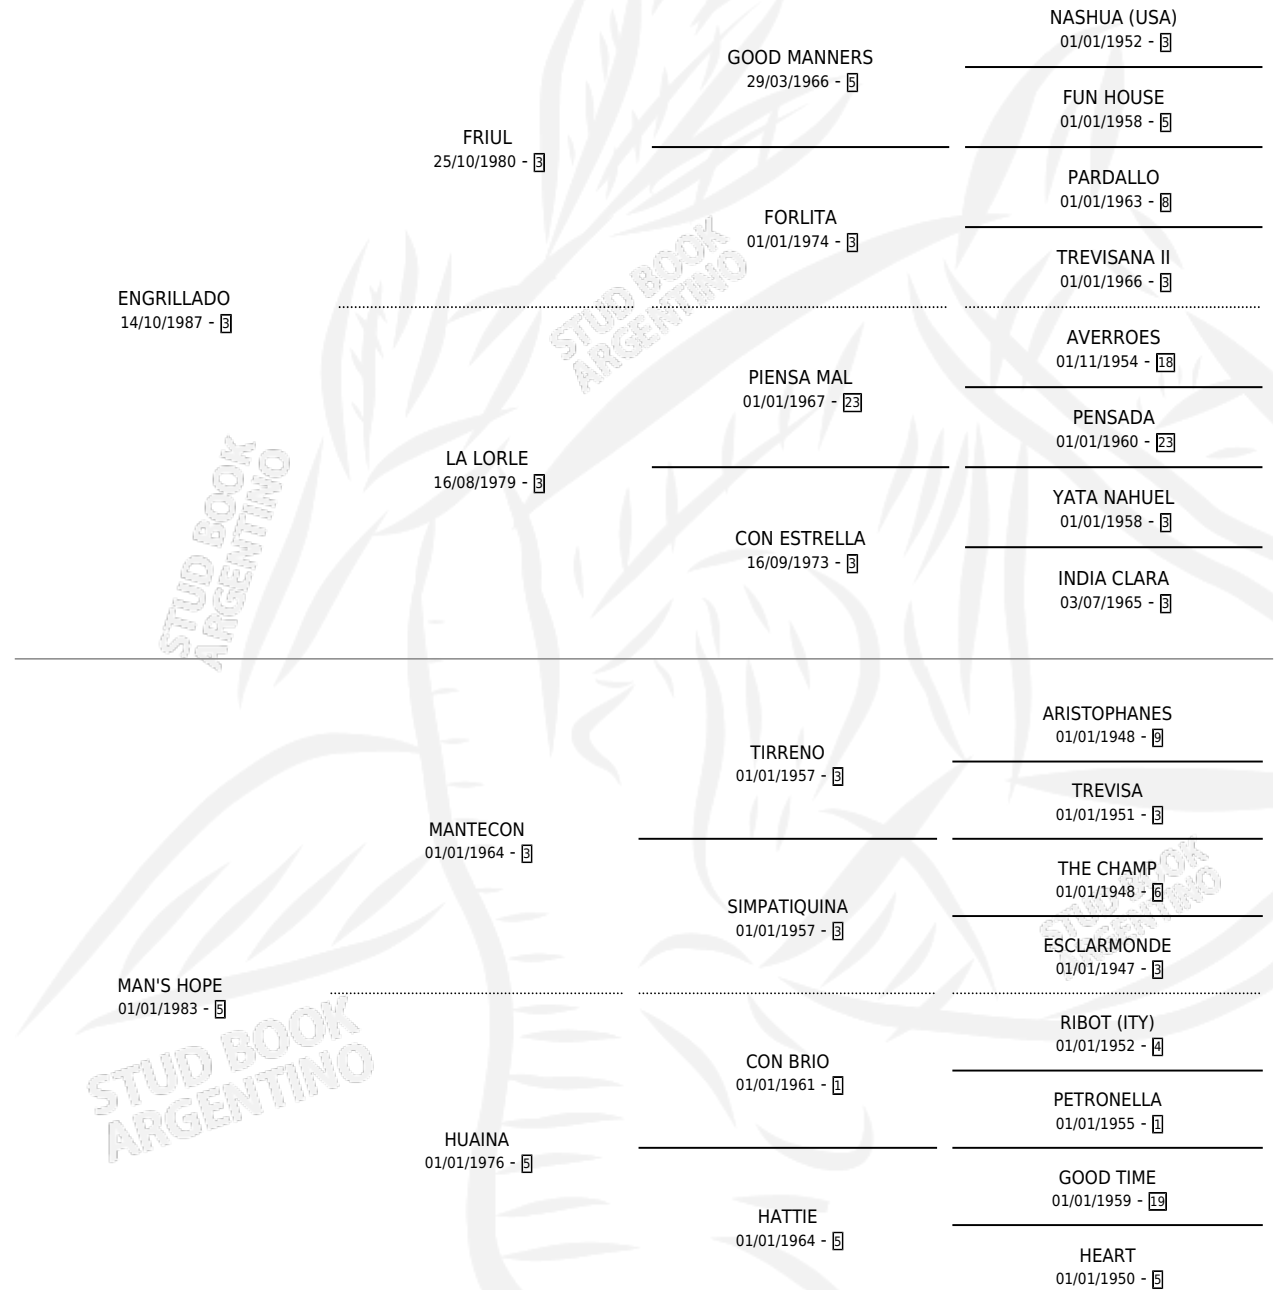 NASHUA (USA)
01/01/1952 - 3
GOOD MANNERS
29/03/1966 - 5
FUN HOUSE
01/01/1958 - 5
FRIUL
25/10/1980 - 3
PARDALLO
01/01/1963 - 8
FORLITA
01/01/1974 - 3
TREVISANA II
01/01/1966 - 3
ENGRILLADO
14/10/1987 - 3
AVERROES
01/11/1954 - 18
PIENSA MAL
01/01/1967 - 23
PENSADA
01/01/1960 - 23
LA LORLE
16/08/1979 - 3
YATA NAHUEL
01/01/1958 - 3
CON ESTRELLA
16/09/1973 - 3
INDIA CLARA
03/07/1965 - 3
STUD BOOK
ARGENTINO
STUD BOOK
ARGENTINO
ARISTOPHANES
01/01/1948 - 9
TIRRENO
01/01/1957 - 3
TREVISA
01/01/1951 - 3
MANTECON
01/01/1964 - 3
THE CHAMP
01/01/1948 - 6
SIMPATIQUINA
01/01/1957 - 3
ESCLARMONDE
01/01/1947 - 3
MAN'S HOPE
01/01/1983 - 5
RIBOT (ITY)
01/01/1952 - 4
CON BRIO
01/01/1961 - 1
PETRONELLA
01/01/1955 - 1
HUAINA
01/01/1976 - 5
GOOD TIME
01/01/1959 - 19
HATTIE
01/01/1964 - 5
HEART
01/01/1950 - 5
STUD BOOK
ARGENTINO
STUD BOOK
ARGENTINO